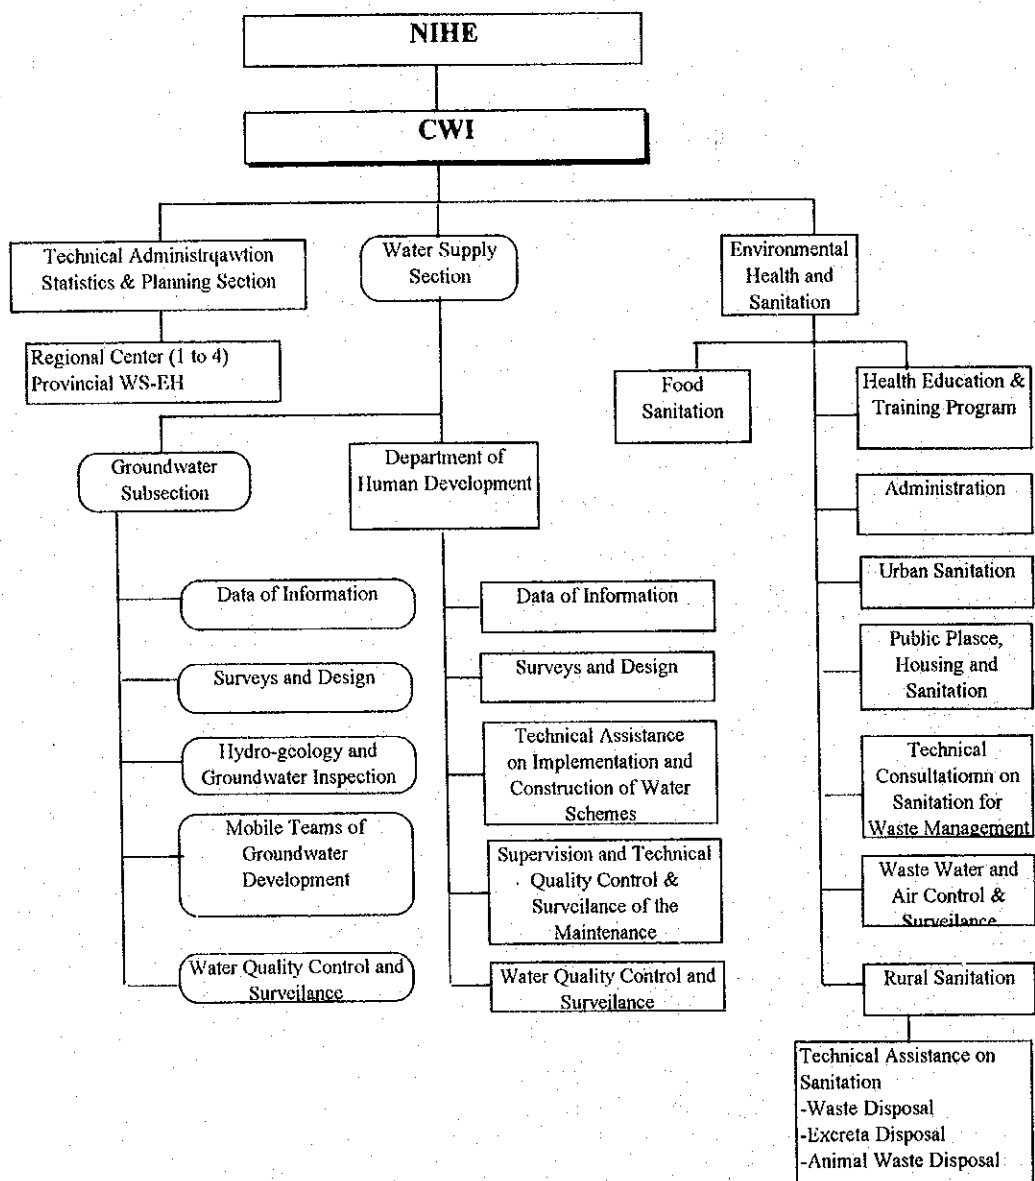 NIHE
CWI
Technical Administrqawtion
Statistics & Planning Section
Regional Center (1 to 4)
Provincial WS-EH
Water Supply
Section
Environmental
Health and
Sanitation
Groundwater
Subsection
Data of Information
Surveys and Design
Hydro-geology and
Groundwater Inspection
Mobile Teams of
Groundwater
Development
Water Quality Control and
Surveilance
Department of
Human Development
Data of Information
Surveys and Design
Technical Assistance
on Implementation and
Construction of Water
Schemes
Supervision and Technical
Quality Control &
Surveilance of the
Maintenance
Water Quality Control and
Surveilance
Food
Sanitation
Health Education &
Training Program
Administration
Urban Sanitation
Public Plasce,
Housing and
Sanitation
Technical
Consultatiomn on
Sanitation for
Waste Management
Waste Water and
Air Control &
Surveilance
Rural Sanitation
Technical Assistance on
Sanitation
-Waste Disposal
-Excreta Disposal
-Animal Waste Disposal